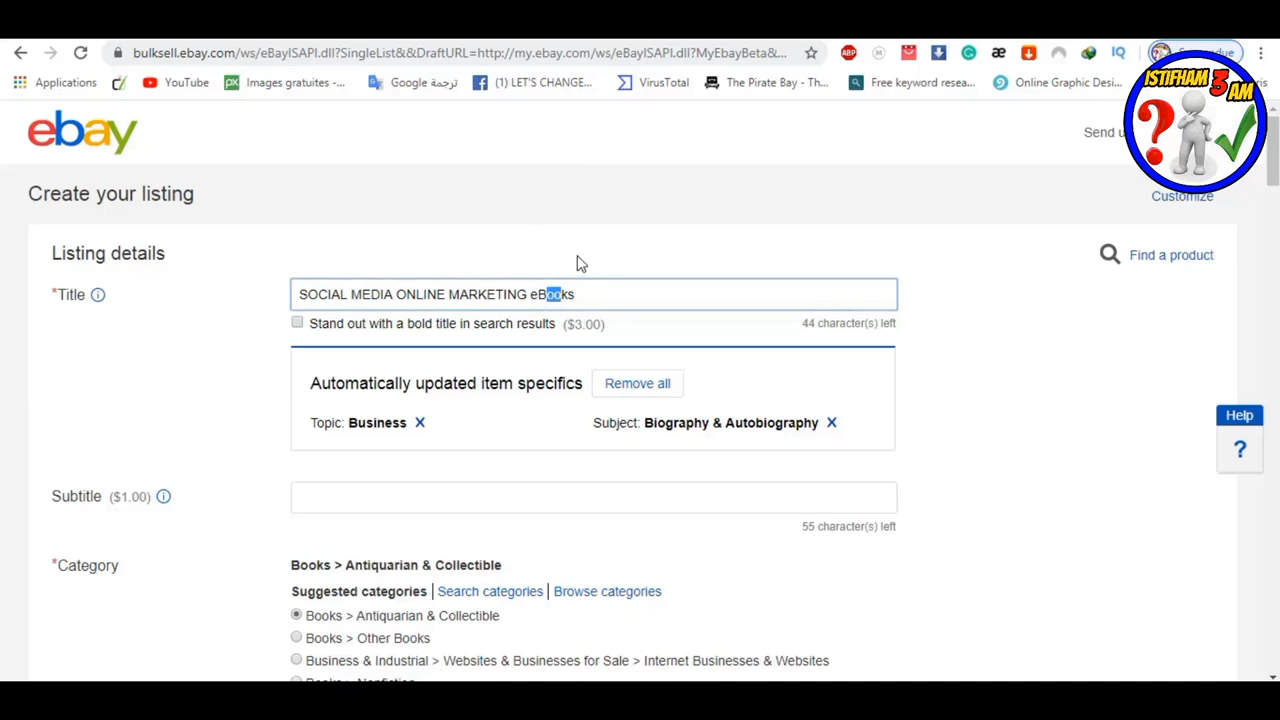 bulksell.ebay.com/ws/eBayISAPI.dll?SingleList&&DraftURL=http://my.ebay.com/ws/eBayISAPI.dll?MyEbayBeta&...
Applications YouTube Images gratuites -... Google ترجمة (1) LET'S CHANGE... VirusTotal The Pirate Bay - Th... Free keyword resea... Online Graphic Des...
ISTIFHAM 3 AM
ebay
Send u
Create your listing
Customize
Listing details
Find a product
*Title
SOCIAL MEDIA ONLINE MARKETING eBooks
Stand out with a bold title in search results ($3.00)
44 character(s) left
Automatically updated item specifics Remove all
Topic: Business X Subject: Biography & Autobiography X
Help
?
Subtitle ($1.00)
55 character(s) left
*Category
Books > Antiquarian & Collectible
Suggested categories | Search categories | Browse categories
Books > Antiquarian & Collectible
Books > Other Books
Business & Industrial > Websites & Businesses for Sale > Internet Businesses & Websites